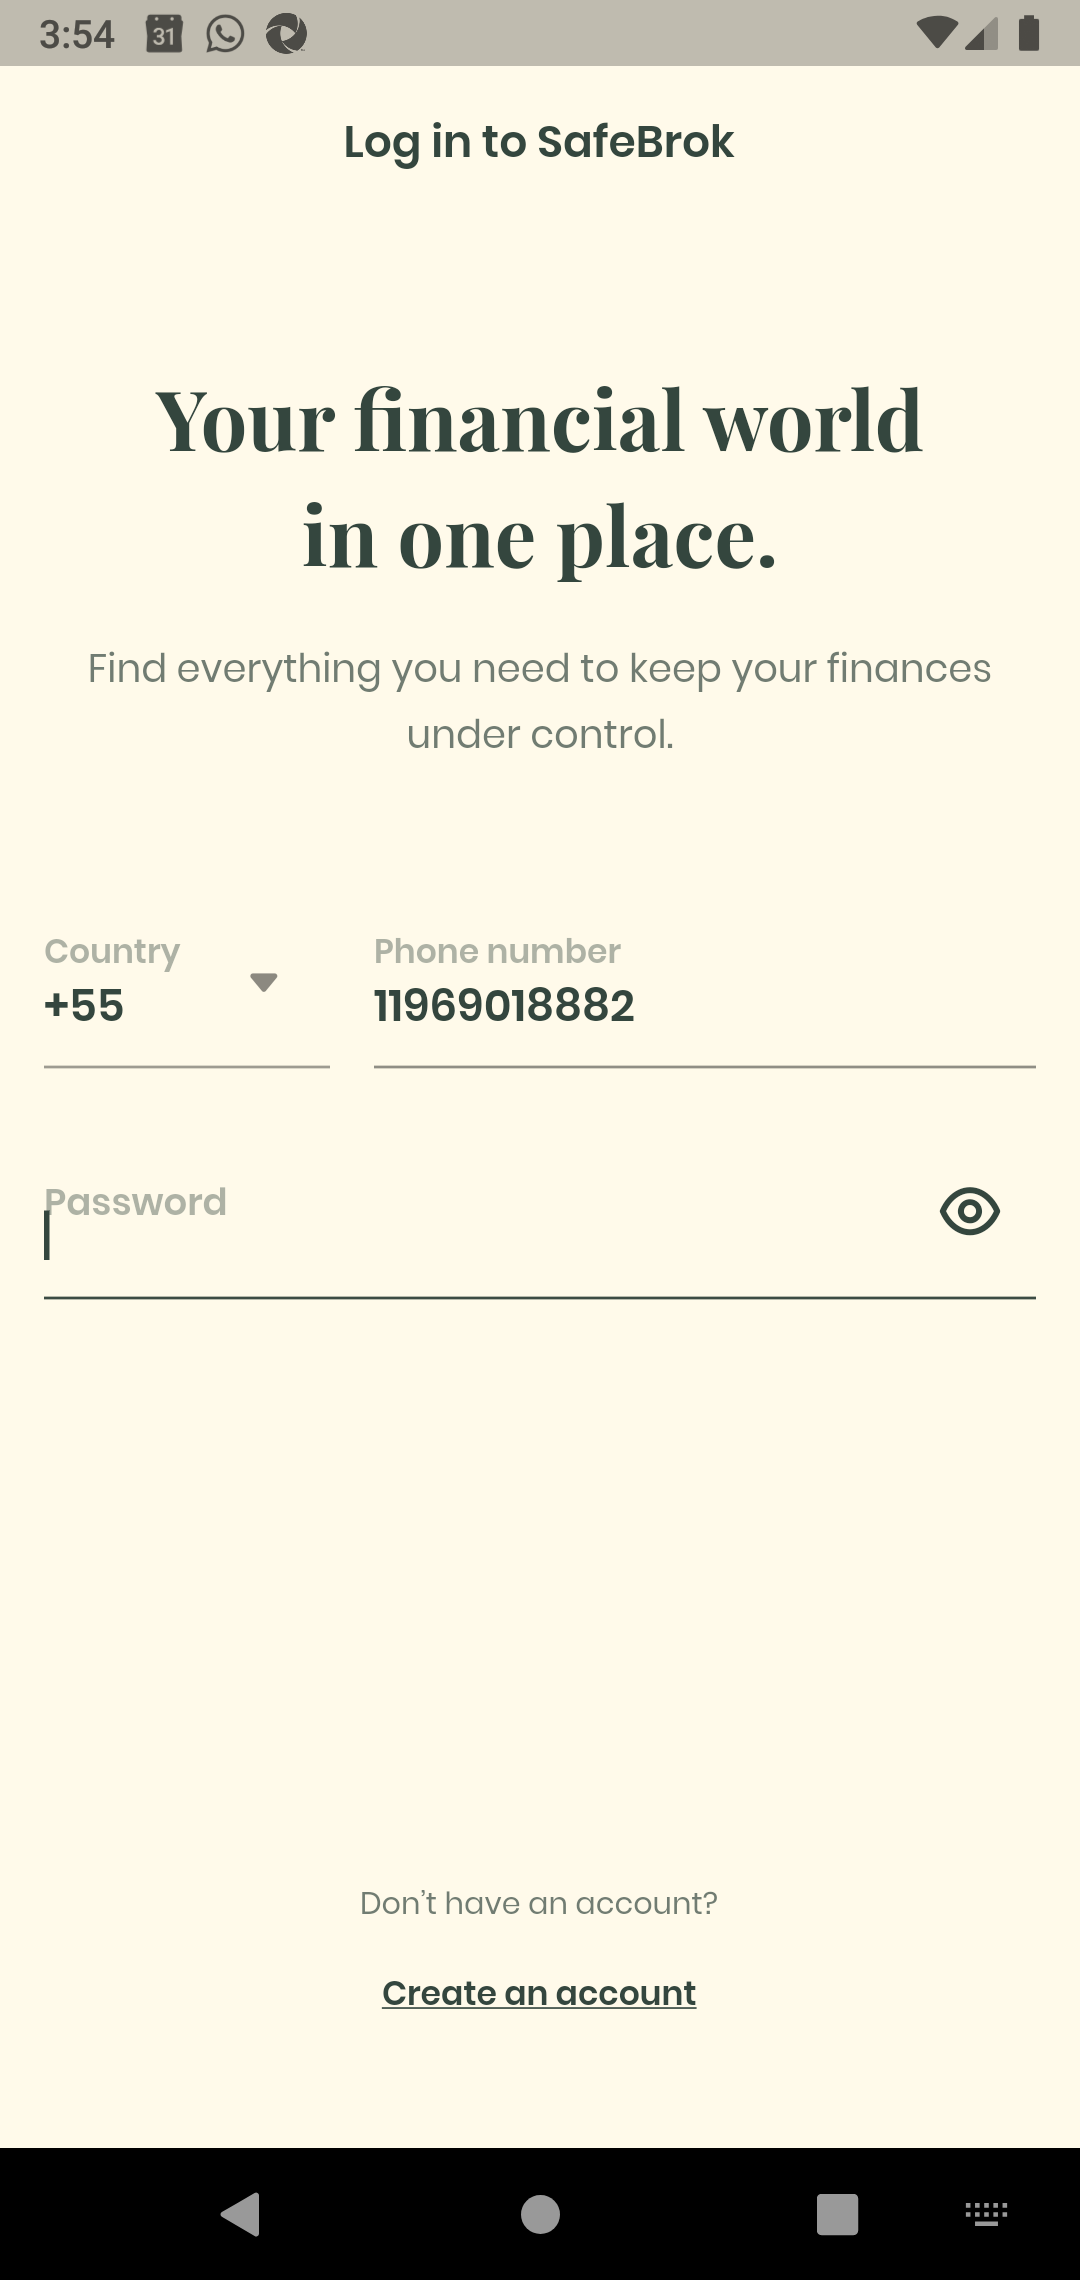 3:54
31
Log in to SafeBrok
Your financial world
in one place.
Find everything you need to keep your finances
under control.
Country
Phone number
+55
11969018882
Password
Don't have an account?
Create an account